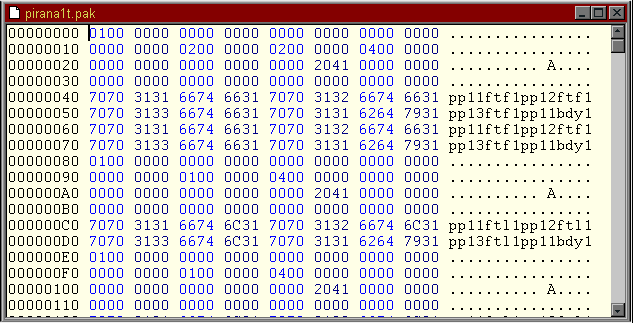 pirana1t.pak
00000000 0100 0000 0000 0000 0000 0000 0000 0000 ................
00000010 0000 0000 0200 0000 0200 0000 0400 0000 ................
00000020 0000 0000 0000 0000 0000 2041 0000 0000 .......... A....
00000030 0000 0000 0000 0000 0000 0000 0000 0000 ................
00000040 7070 3131 6674 6631 7070 3132 6674 6631 pp11ftf1pp12ftf1
00000050 7070 3133 6674 6631 7070 3131 6264 7931 pp13ftf1pp11bdy1
00000060 7070 3131 6674 6631 7070 3132 6674 6631 pp11ftf1pp12ftf1
00000070 7070 3133 6674 6631 7070 3131 6264 7931 pp13ftf1pp11bdy1
00000080 0100 0000 0000 0000 0000 0000 0000 0000 ................
00000090 0000 0000 0100 0000 0400 0000 0000 0000 ................
000000A0 0000 0000 0000 0000 0000 2041 0000 0000 .......... A....
000000B0 0000 0000 0000 0000 0000 0000 0000 0000 ................
000000C0 7070 3131 6674 6C31 7070 3132 6674 6C31 pp11ftl1pp12ftl1
000000D0 7070 3133 6674 6C31 7070 3131 6264 7931 pp13ftl1pp11bdy1
000000E0 0100 0000 0000 0000 0000 0000 0000 0000 ................
000000F0 0000 0000 0100 0000 0400 0000 0000 0000 ................
00000100 0000 0000 0000 0000 0000 2041 0000 0000 .......... A....
00000110 0000 0000 0000 0000 0000 0000 0000 0000 ................